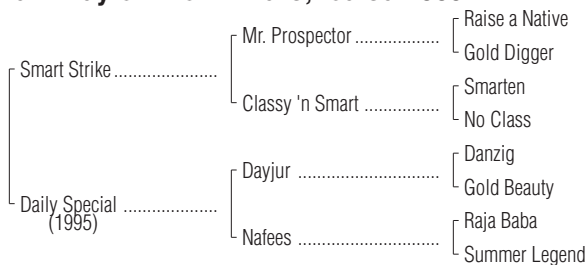 Raise a Native
Mr. Prospector ...................
Gold Digger
Smart Strike.......................
Smarten
Classy 'n Smart ................
No Class
Danzig
Dayjur ..............................
Gold Beauty
Daily Special .....................
(1995)
Raja Baba
Nafees ..............................
Summer Legend